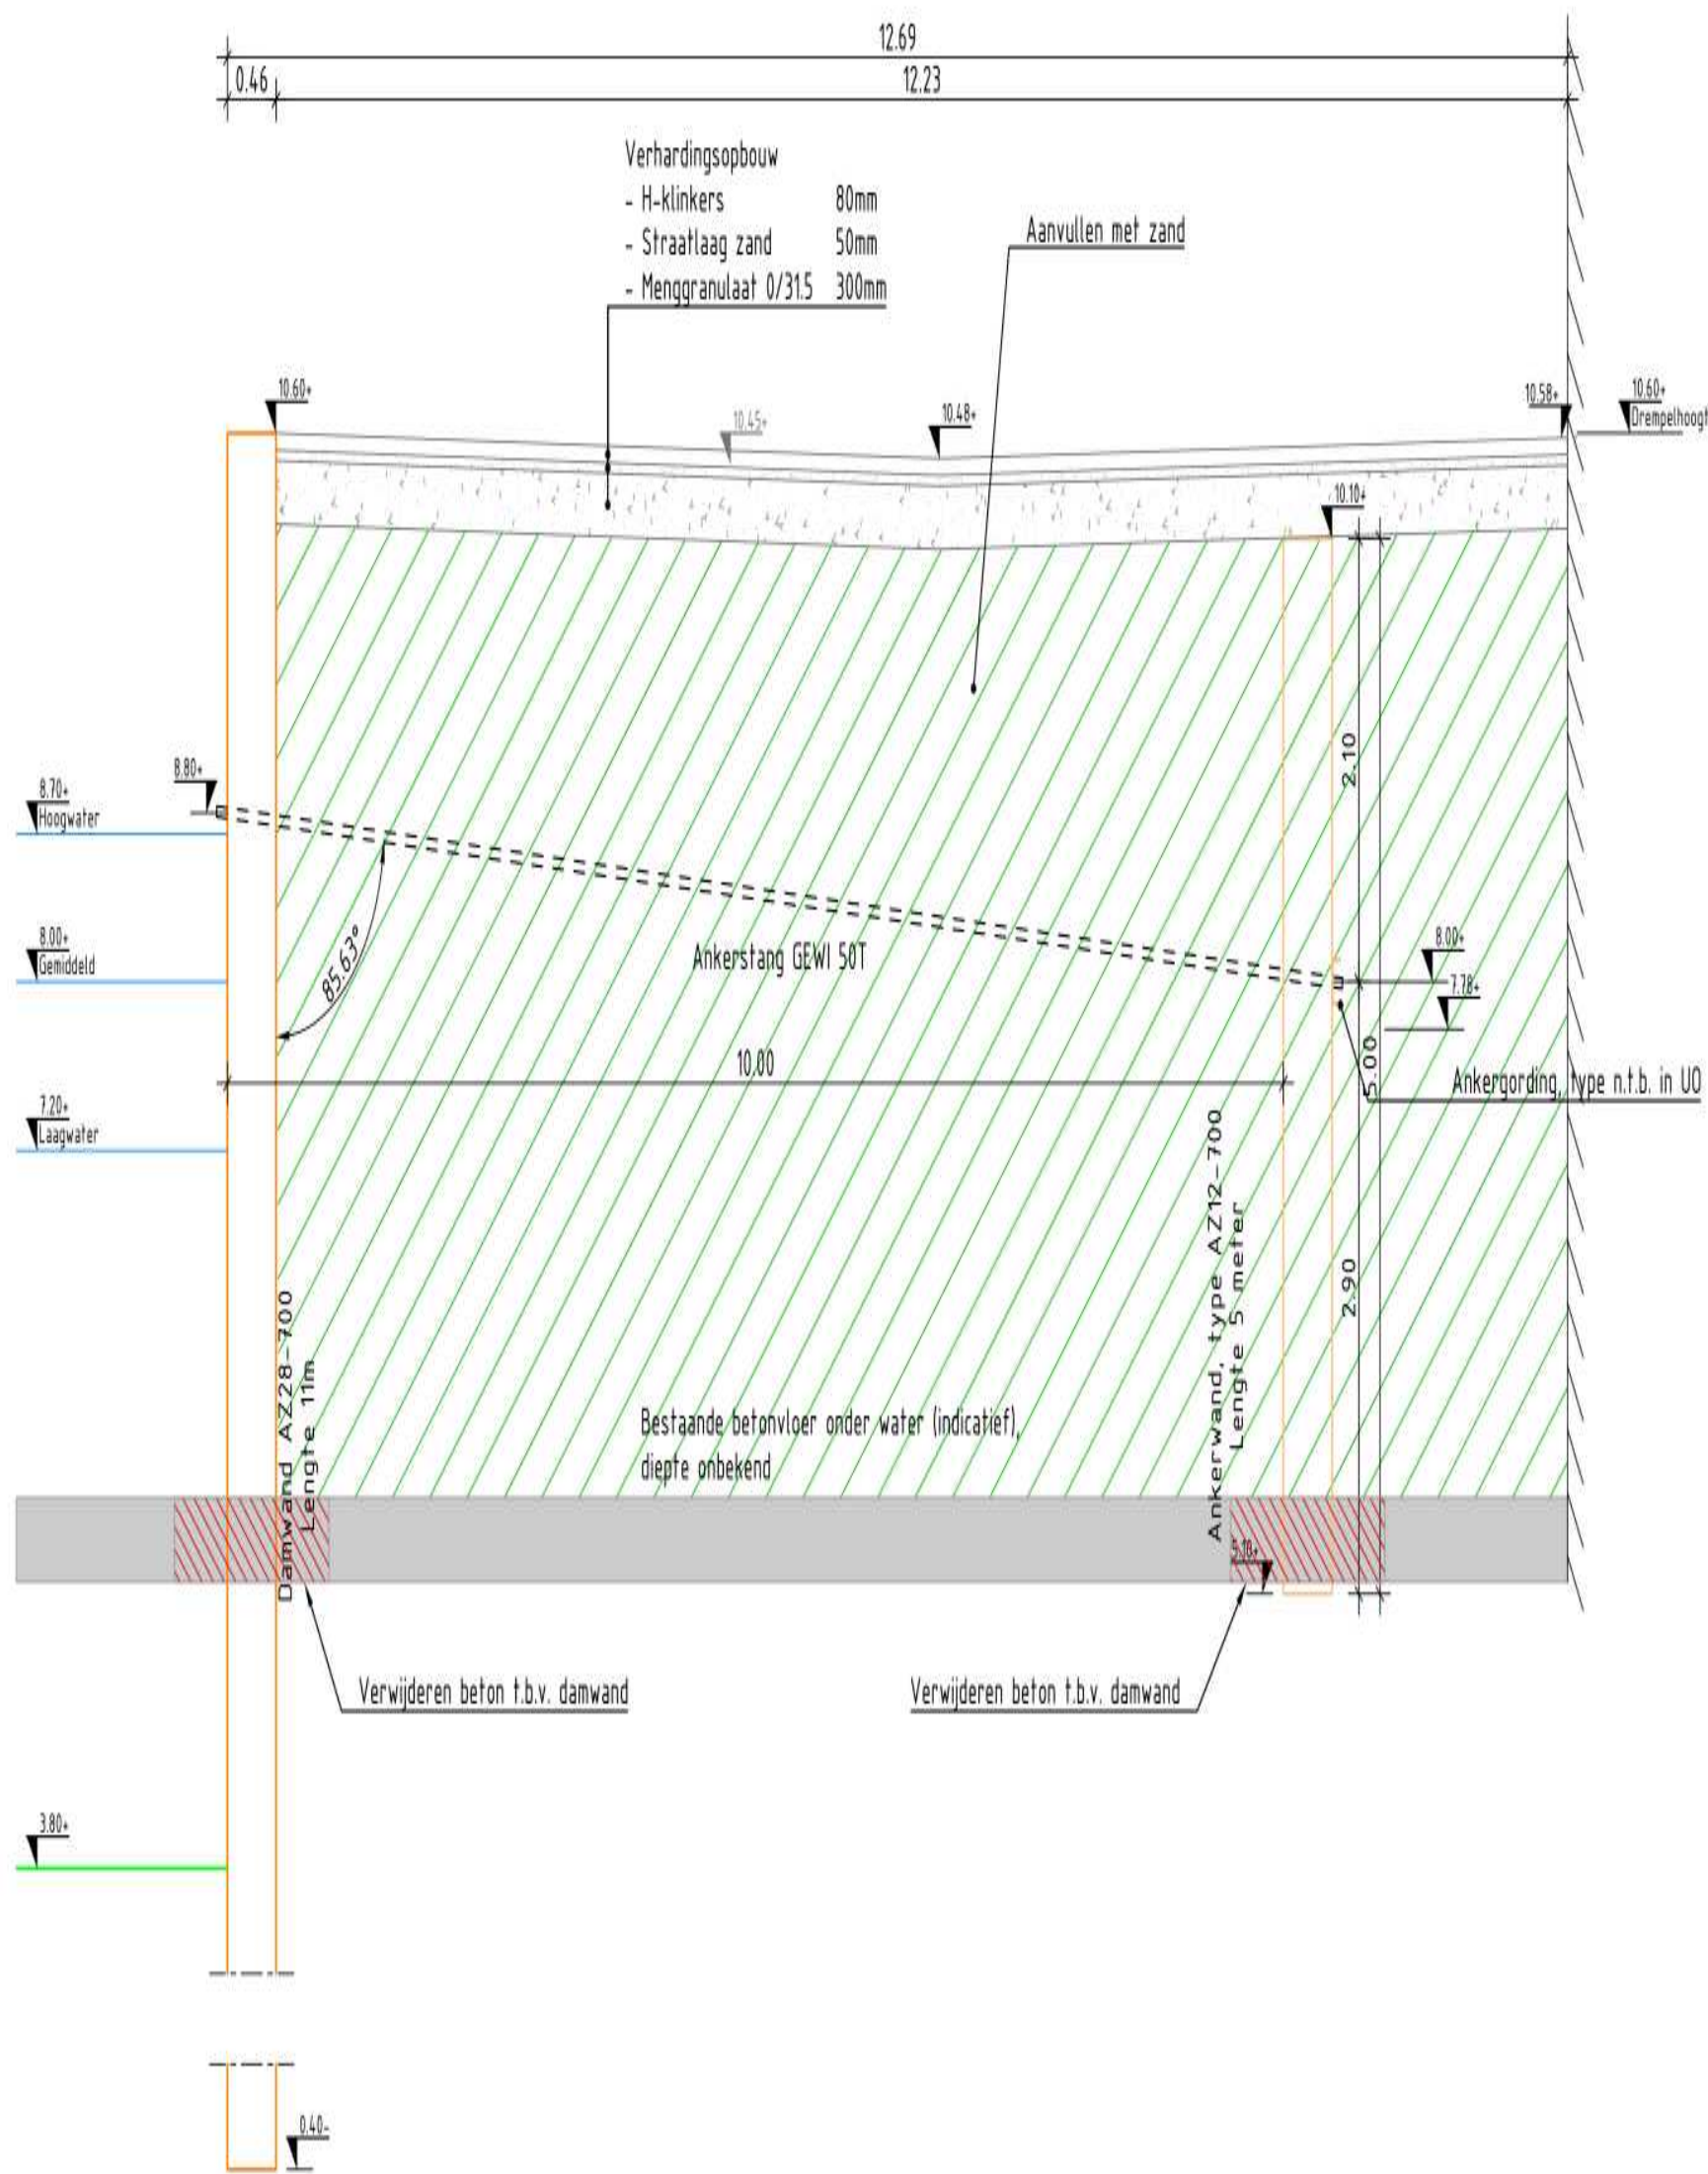 12.69
0.46
12.23
Verhardingsopbouw
- H-klinkers 80mm
- Straatlaag zand 50mm
- Menggranulaat 0/31.5 300mm
Aanvullen met zand
10.60+
10.45+
10.48+
10.58+
10.60+
Drempelhoogt
10.10+
2.10
8.80+
8.70+
Hoogwater
85.63°
Ankerstang GEWI 50T
8.00+
Gemiddeld
8.00+
7.78+
10.00
5.00
Ankergording, type n.t.b. in UO
7.20+
Laagwater
Damwand AZ28-700
Lengte 11m
Ankerwand, type AZ12-700
Lengte 5 meter
2.90
Bestaande betonvloer onder water (indicatief),
diepte onbekend
5.10+
Verwijderen beton t.b.v. damwand
Verwijderen beton t.b.v. damwand
3.80+
0.40-